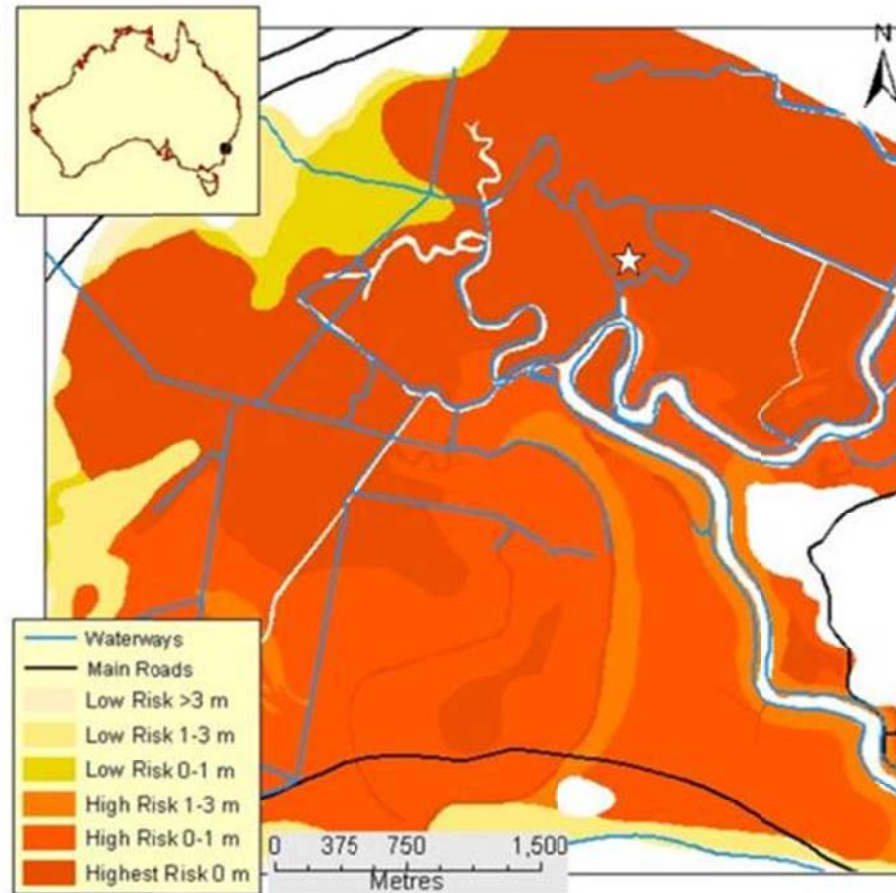 N
Waterways
Main Roads
Low Risk >3 m
Low Risk 1-3 m
Low Risk 0-1 m
High Risk 1-3 m
High Risk 0-1 m
Highest Risk 0 m
0 375 750 1,500
Metres